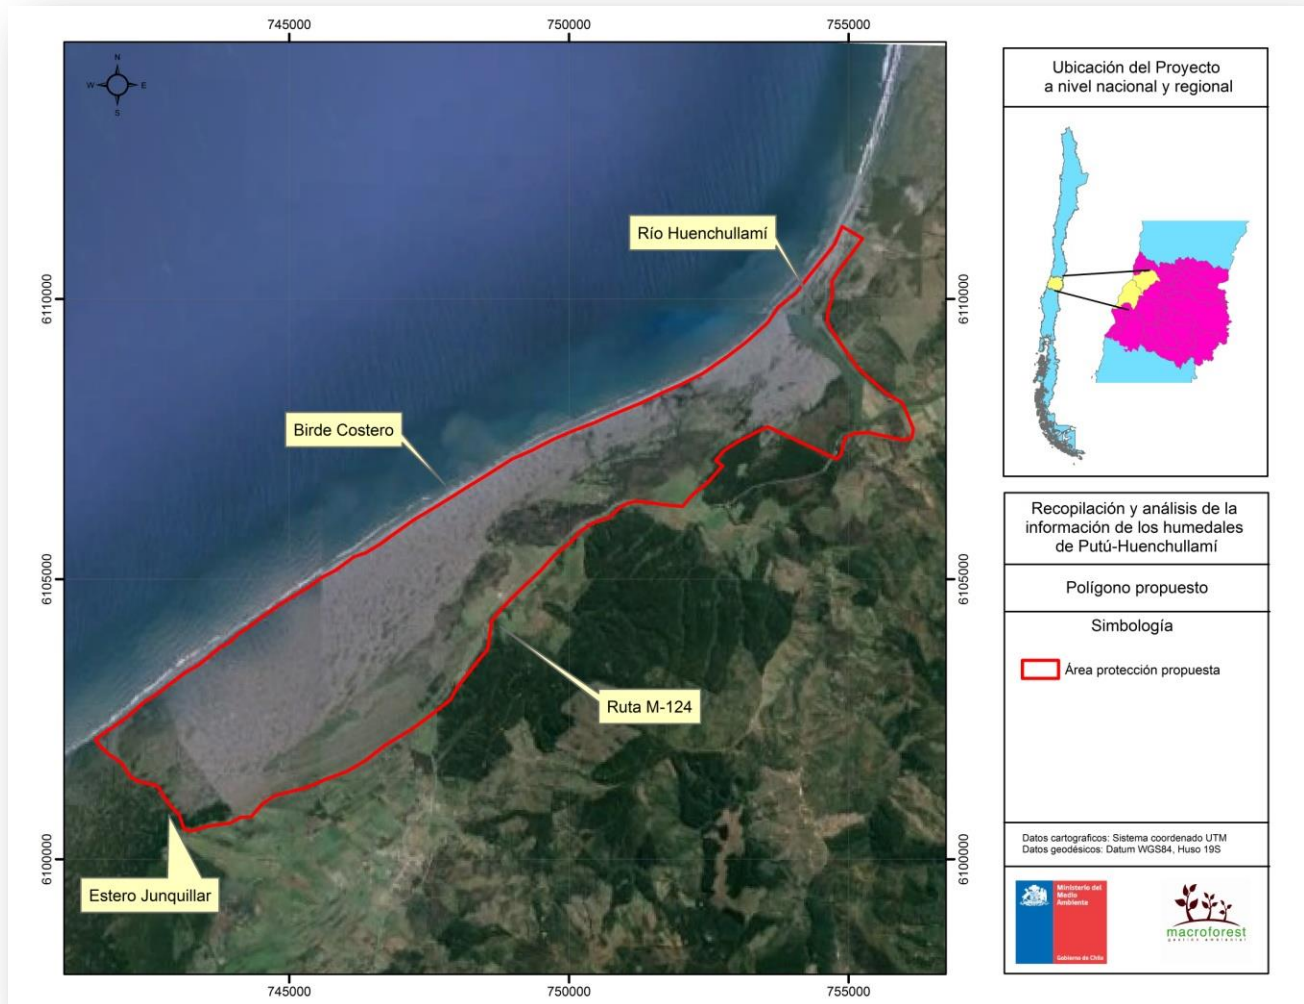 745000
750000
755000
N
W
E
S
Río Huenchullamí
6110000
6110000
Birde Costero
6105000
6105000
Ruta M-124
6100000
6100000
Estero Junquillar
745000
750000
755000
Ubicación del Proyecto
a nivel nacional y regional
Recopilación y análisis de la
información de los humedales
de Putú-Huenchullamí
Polígono propuesto
Simbología
Área protección propuesta
Datos cartograficos: Sistema coordenado UTM
Datos geodésicos: Datum WGS84, Huso 19S
Ministerio del
Medio
Ambiente
Gobierno de Chile
macroforest
gestión ambiental